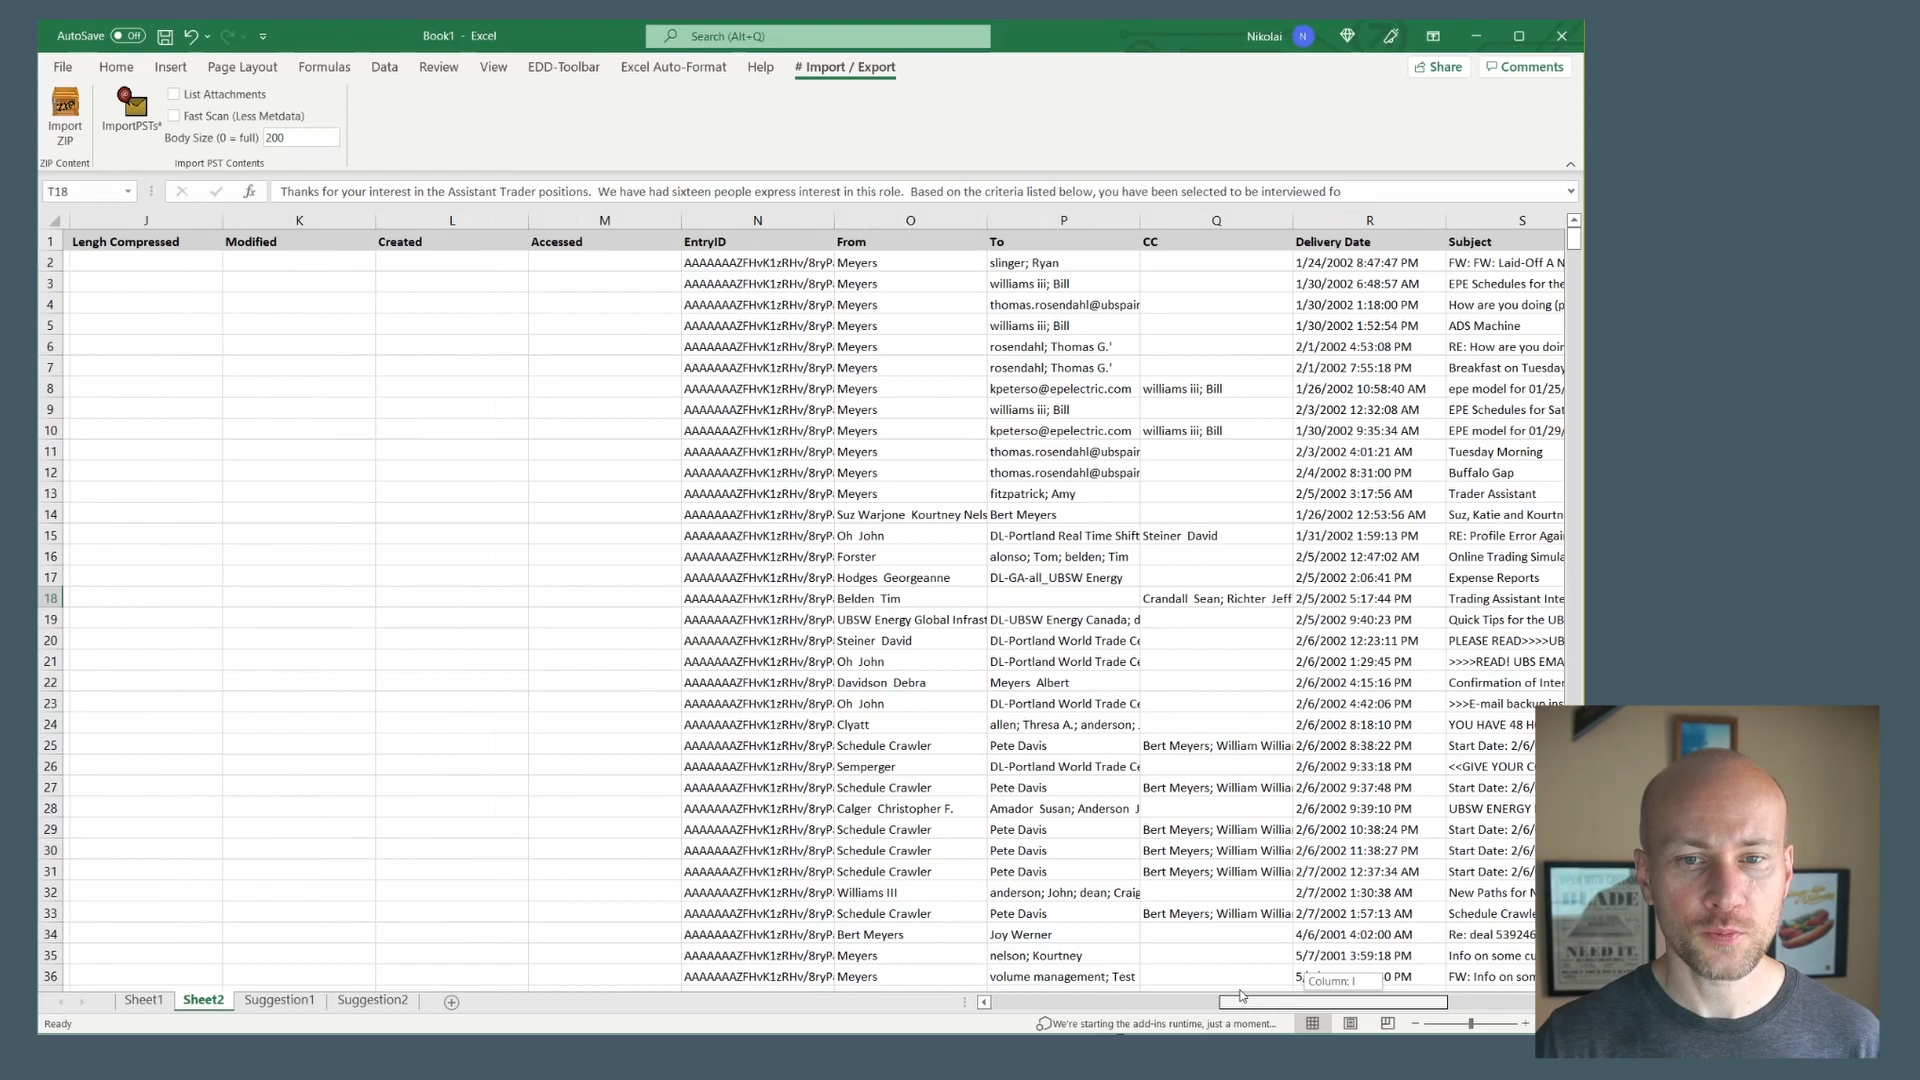 AutoSave Off Book1 - Excel Search (Alt+Q) Nikolai N
File Home Insert Page Layout Formulas Data Review View EDD-Toolbar Excel Auto-Format Help # Import / Export Share Comments
ZIP
Import
ZIP
ZIP Content
ImportPSTs*
List Attachments
Fast Scan (Less Metdata)
Body Size (0 = full) 200
Import PST Contents
T18 fx Thanks for your interest in the Assistant Trader positions. We have had sixteen people express interest in this role. Based on the criteria listed below, you have been selected to be interviewed fo
J K L M N O P Q R S
1 Lengh Compressed Modified Created Accessed EntryID From To CC Delivery Date Subject
2 AAAAAAAZFHvK1zRHv/8ryP Meyers slinger; Ryan 1/24/2002 8:47:47 PM FW: FW: Laid-Off A N
3 AAAAAAAZFHvK1zRHv/8ryP Meyers williams iii; Bill 1/30/2002 6:48:57 AM EPE Schedules for the
4 AAAAAAAZFHvK1zRHv/8ryP Meyers thomas.rosendahl@ubspain 1/30/2002 1:18:00 PM How are you doing (p
5 AAAAAAAZFHvK1zRHv/8ryP Meyers williams iii; Bill 1/30/2002 1:52:54 PM ADS Machine
6 AAAAAAAZFHvK1zRHv/8ryP Meyers rosendahl; Thomas G.' 2/1/2002 4:53:08 PM RE: How are you doin
7 AAAAAAAZFHvK1zRHv/8ryP Meyers rosendahl; Thomas G.' 2/1/2002 7:55:18 PM Breakfast on Tuesday
8 AAAAAAAZFHvK1zRHv/8ryP Meyers kpeterso@epelectric.com williams iii; Bill 1/26/2002 10:58:40 AM epe model for 01/25/
9 AAAAAAAZFHvK1zRHv/8ryP Meyers williams iii; Bill 2/3/2002 12:32:08 AM EPE Schedules for Sat
10 AAAAAAAZFHvK1zRHv/8ryP Meyers kpeterso@epelectric.com williams iii; Bill 1/30/2002 9:35:34 AM EPE model for 01/29/
11 AAAAAAAZFHvK1zRHv/8ryP Meyers thomas.rosendahl@ubspain 2/3/2002 4:01:21 AM Tuesday Morning
12 AAAAAAAZFHvK1zRHv/8ryP Meyers thomas.rosendahl@ubspain 2/4/2002 8:31:00 PM Buffalo Gap
13 AAAAAAAZFHvK1zRHv/8ryP Meyers fitzpatrick; Amy 2/5/2002 3:17:56 AM Trader Assistant
14 AAAAAAAZFHvK1zRHv/8ryP Suz Warjone Kourtney Nels Bert Meyers 1/26/2002 12:53:56 AM Suz, Katie and Kourtn
15 AAAAAAAZFHvK1zRHv/8ryP Oh John DL-Portland Real Time Shift Steiner David 1/31/2002 1:59:13 PM RE: Profile Error Agai
16 AAAAAAAZFHvK1zRHv/8ryP Forster alonso; Tom; belden; Tim 2/5/2002 12:47:02 AM Online Trading Simula
17 AAAAAAAZFHvK1zRHv/8ryP Hodges Georgeanne DL-GA-all_UBSW Energy 2/5/2002 2:06:41 PM Expense Reports
18 AAAAAAAZFHvK1zRHv/8ryP Belden Tim Crandall Sean; Richter Jeff 2/5/2002 5:17:44 PM Trading Assistant Inte
19 AAAAAAAZFHvK1zRHv/8ryP UBSW Energy Global Infrast DL-UBSW Energy Canada; d 2/5/2002 9:40:23 PM Quick Tips for the UB
20 AAAAAAAZFHvK1zRHv/8ryP Steiner David DL-Portland World Trade Ce 2/6/2002 12:23:11 PM PLEASE READ>>>>UB
21 AAAAAAAZFHvK1zRHv/8ryP Oh John DL-Portland World Trade Ce 2/6/2002 1:29:45 PM >>>>READ! UBS EMA
22 AAAAAAAZFHvK1zRHv/8ryP Davidson Debra Meyers Albert 2/6/2002 4:15:16 PM Confirmation of Inter
23 AAAAAAAZFHvK1zRHv/8ryP Oh John DL-Portland World Trade Ce 2/6/2002 4:42:06 PM >>>E-mail backup ins
24 AAAAAAAZFHvK1zRHv/8ryP Clyatt allen; Thresa A.; anderson; 2/6/2002 8:18:10 PM YOU HAVE 48 H
25 AAAAAAAZFHvK1zRHv/8ryP Schedule Crawler Pete Davis Bert Meyers; William Willia 2/6/2002 8:38:22 PM Start Date: 2/6/
26 AAAAAAAZFHvK1zRHv/8ryP Semperger DL-Portland World Trade Ce 2/6/2002 9:33:18 PM <<GIVE YOUR C
27 AAAAAAAZFHvK1zRHv/8ryP Schedule Crawler Pete Davis Bert Meyers; William Willia 2/6/2002 9:37:48 PM Start Date: 2/6/
28 AAAAAAAZFHvK1zRHv/8ryP Calger Christopher F. Amador Susan; Anderson J 2/6/2002 9:39:10 PM UBSW ENERGY
29 AAAAAAAZFHvK1zRHv/8ryP Schedule Crawler Pete Davis Bert Meyers; William Willia 2/6/2002 10:38:24 PM Start Date: 2/6/
30 AAAAAAAZFHvK1zRHv/8ryP Schedule Crawler Pete Davis Bert Meyers; William Willia 2/6/2002 11:38:27 PM Start Date: 2/6/
31 AAAAAAAZFHvK1zRHv/8ryP Schedule Crawler Pete Davis Bert Meyers; William Willia 2/7/2002 12:37:34 AM Start Date: 2/6/
32 AAAAAAAZFHvK1zRHv/8ryP Williams III anderson; John; dean; Craig 2/7/2002 1:30:38 AM New Paths for N
33 AAAAAAAZFHvK1zRHv/8ryP Schedule Crawler Pete Davis Bert Meyers; William Willia 2/7/2002 1:57:13 AM Schedule Crawle
34 AAAAAAAZFHvK1zRHv/8ryP Bert Meyers Joy Werner 4/6/2001 4:02:00 AM Re: deal 539246
35 AAAAAAAZFHvK1zRHv/8ryP Meyers nelson; Kourtney 5/7/2001 3:59:18 PM Info on some cu
36 AAAAAAAZFHvK1zRHv/8ryP Meyers volume management; Test PM FW: Info on som
Column: I
Sheet1 Sheet2 Suggestion1 Suggestion2
Ready We're starting the add-ins runtime, just a moment...
NEED IT.